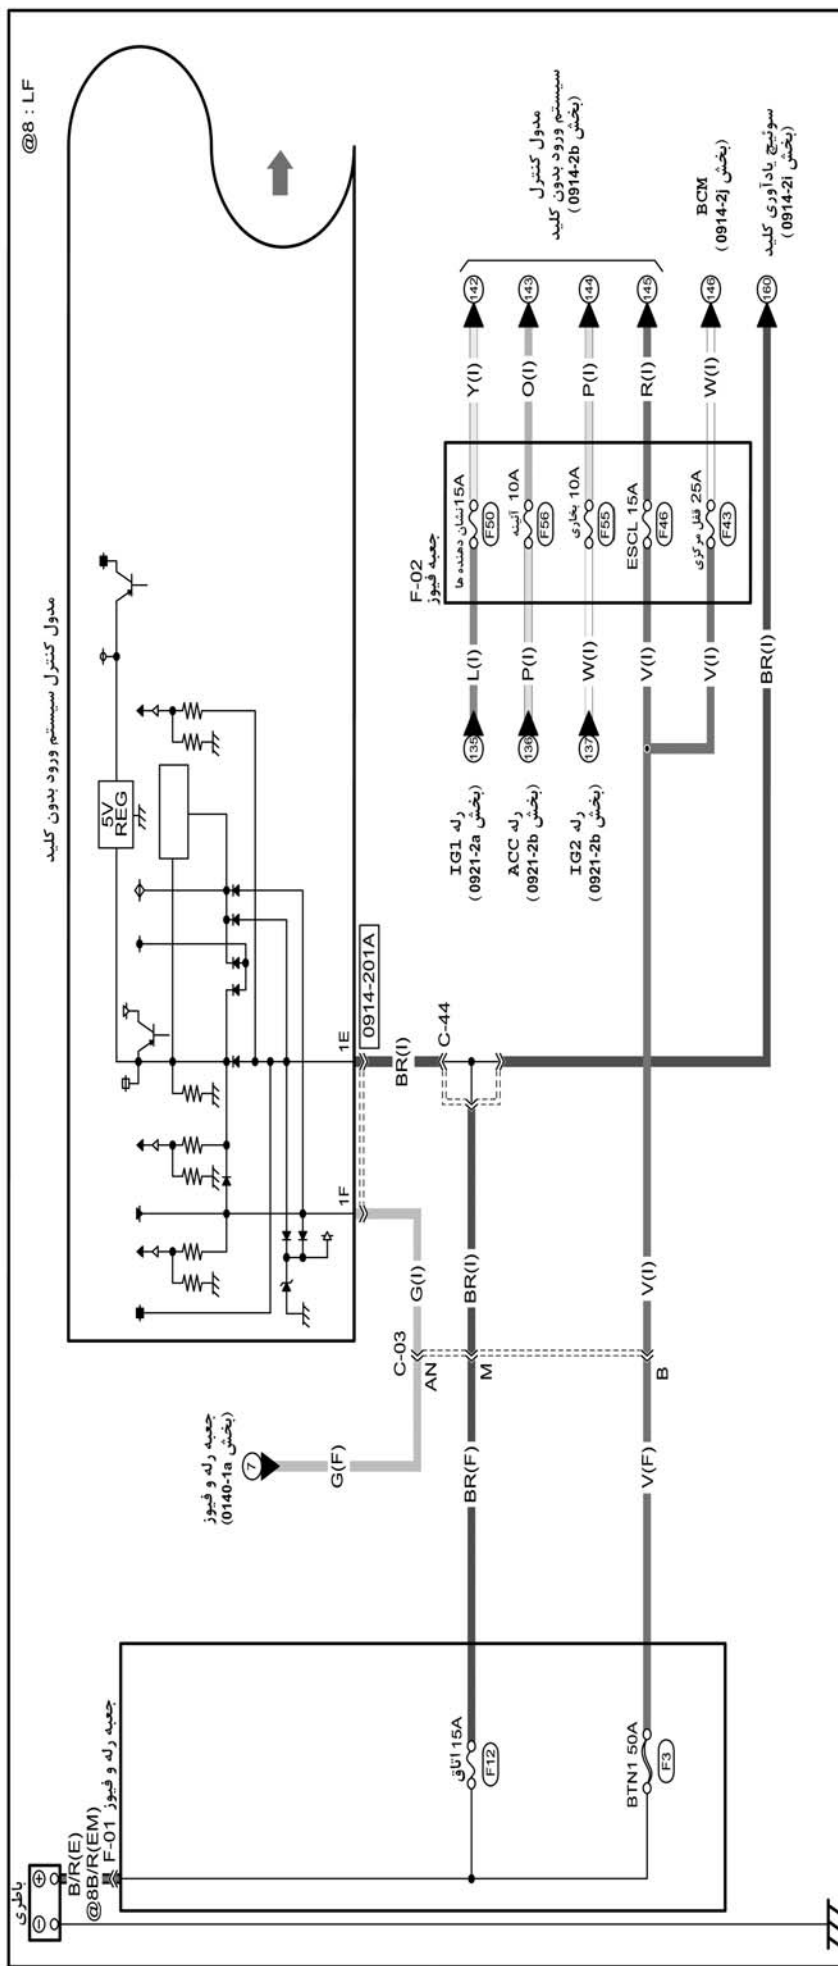 @8 : LF
مدول کنترل سیستم ورود بدون کلید
5V
REG
1E
1F
0914-201A
باطری
B/R(E)
@8B/R(EM)
F-01 جعبه رله و فیوز
اتاق 15A
F12
BTN1 50A
F3
جعبه رله و فیوز
(بخش 0140-1a)
7
G(F)
BR(F)
V(F)
C-03
AN
M
B
G(I)
BR(I)
V(I)
BR(I)
C-44
رله IG1
(بخش 0921-2a)
رله ACC
(بخش 0921-2b)
رله IG2
(بخش 0921-2b)
135
136
137
L(I)
P(I)
W(I)
V(I)
V(I)
BR(I)
F-02
جعبه فیوز
نشان دهنده ها 15A
F50
آئینه 10A
F56
بخاری 10A
F55
ESCL 15A
F46
قفل مرکزی 25A
F43
Y(I)
O(I)
P(I)
R(I)
W(I)
142
143
144
145
146
160
مدول کنترل
سیستم ورود بدون کلید
(بخش 0914-2b)
BCM
(بخش 0914-2j)
سوئیچ یادآوری کلید
(بخش 0914-2i)